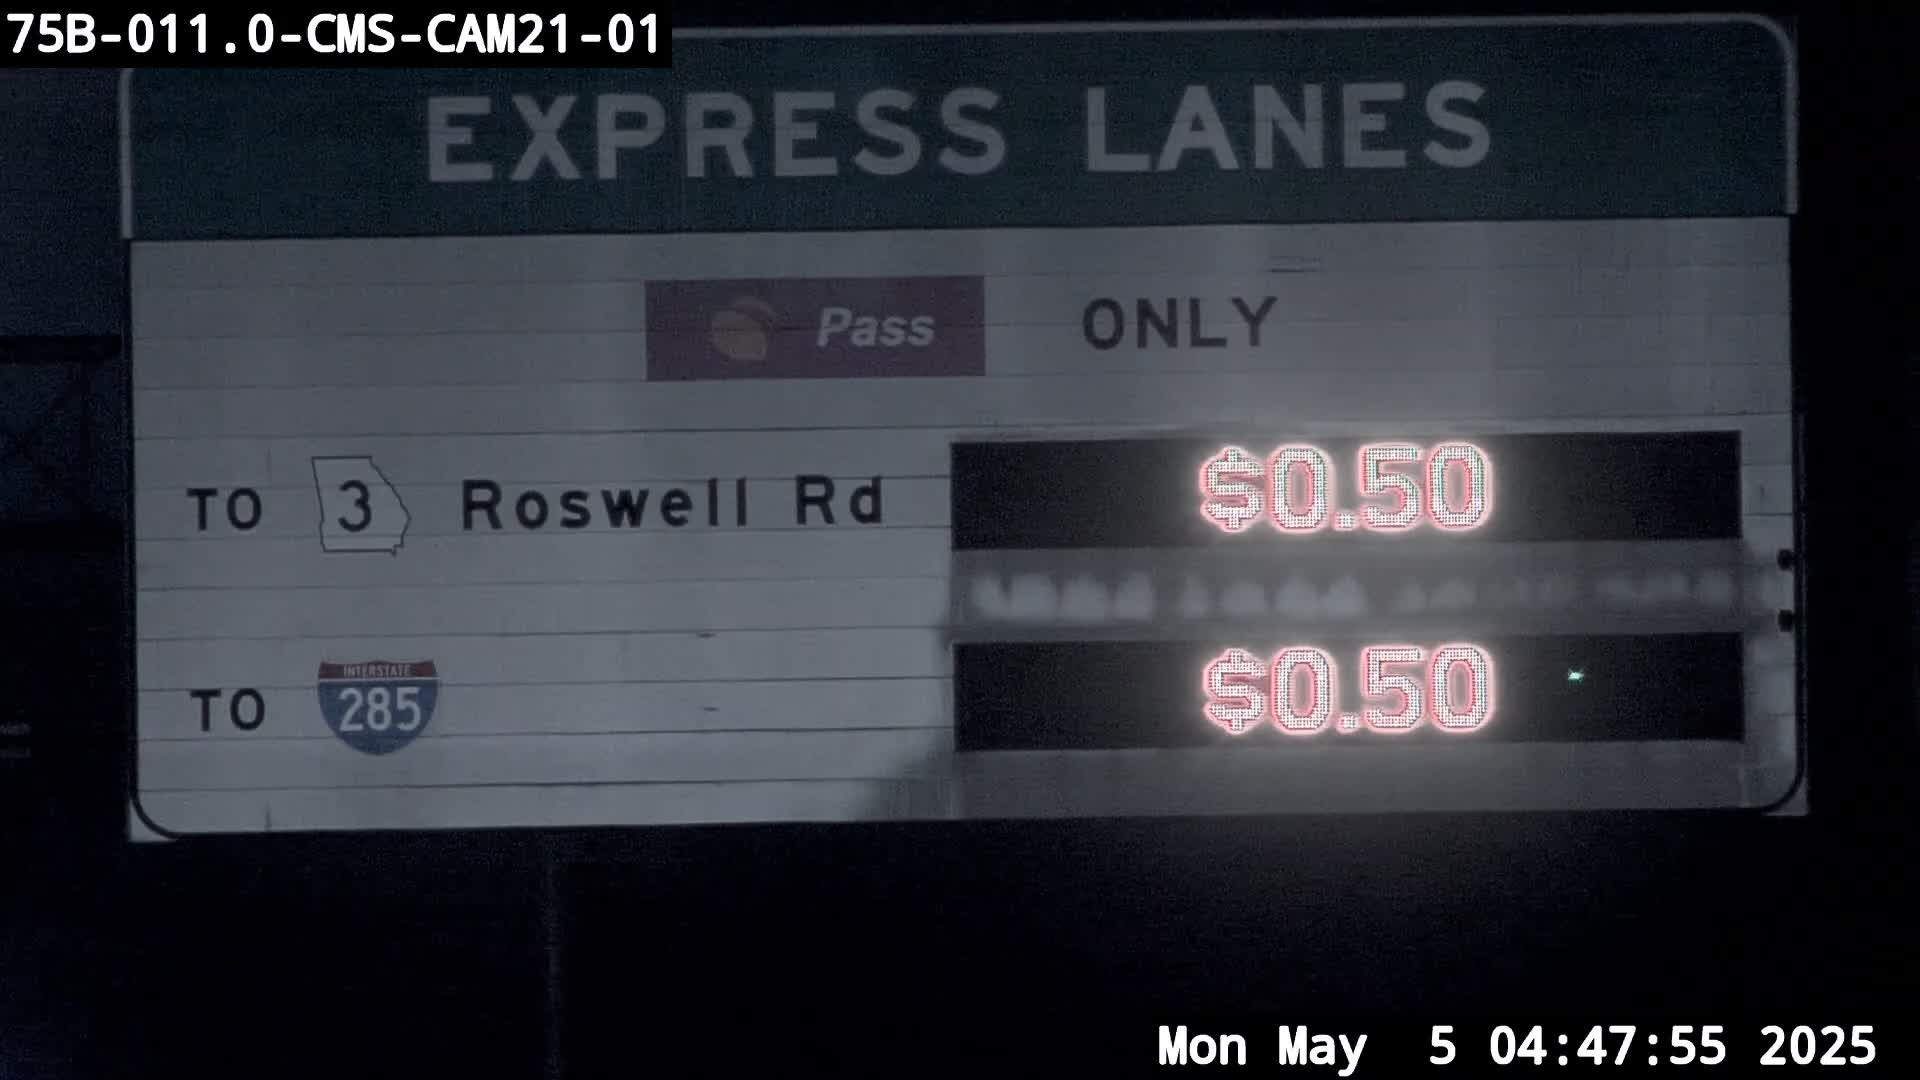 75B-011.0-CMS-CAM21-01
EXPRESS LANES
Pass ONLY
TO 3 Roswell Rd $0.50
INTERSTATE
TO 285 $0.50
Mon May 5 04:47:55 2025